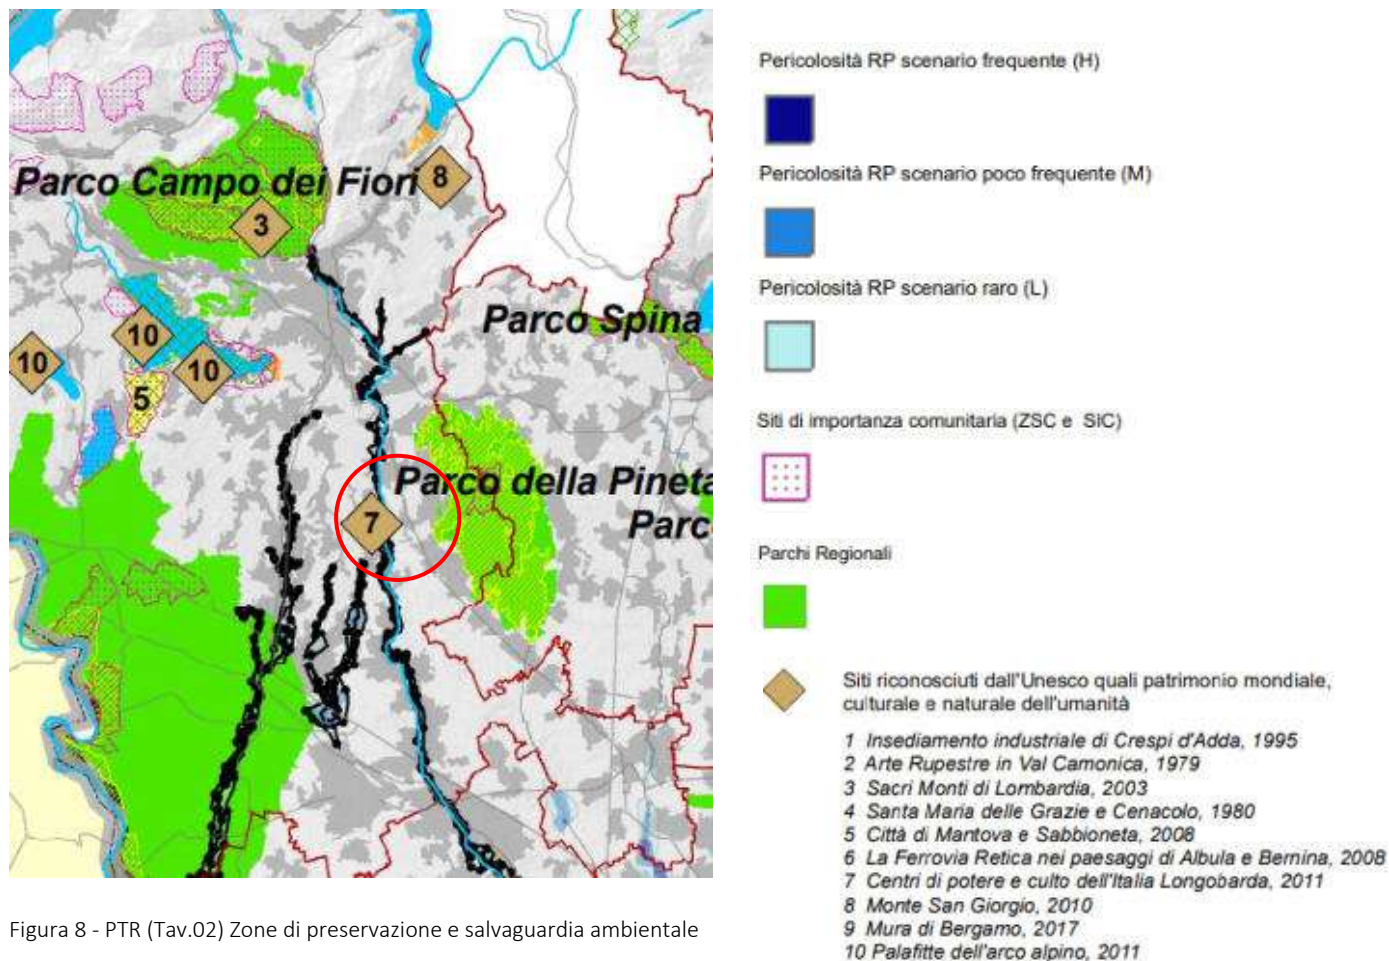 Parco Campo dei Fiori
8
3
Parco Spina
10
10
10
5
Parco della Pineta
Parc
7
Figura 8 - PTR (Tav.02) Zone di preservazione e salvaguardia ambientale
Pericolosità RP scenario frequente (H)
Pericolosità RP scenario poco frequente (M)
Pericolosità RP scenario raro (L)
Siti di importanza comunitaria (ZSC e SIC)
Parchi Regionali
Siti riconosciuti dall'Unesco quali patrimonio mondiale,
culturale e naturale dell'umanità
1 Insediamento industriale di Crespi d'Adda, 1995
2 Arte Rupestre in Val Camonica, 1979
3 Sacri Monti di Lombardia, 2003
4 Santa Maria delle Grazie e Cenacolo, 1980
5 Città di Mantova e Sabbioneta, 2008
6 La Ferrovia Retica nei paesaggi di Albula e Bernina, 2008
7 Centri di potere e culto dell'Italia Longobarda, 2011
8 Monte San Giorgio, 2010
9 Mura di Bergamo, 2017
10 Palafitte dell'arco alpino, 2011